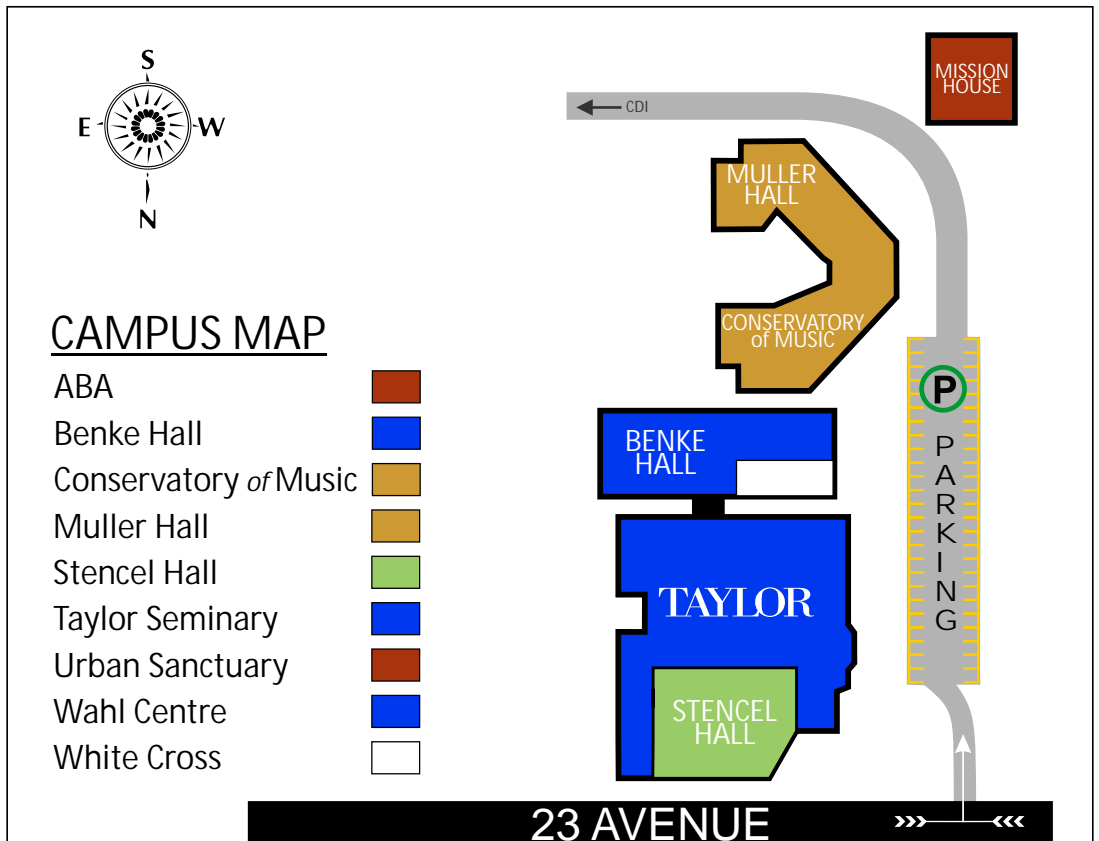 S
E W
N
CDI
MISSION
HOUSE
MULLER
HALL
CONSERVATORY
of MUSIC
CAMPUS MAP
ABA
Benke Hall
Conservatory of Music
Muller Hall
Stencel Hall
Taylor Seminary
Urban Sanctuary
Wahl Centre
White Cross
BENKE
HALL
TAYLOR
STENCEL
HALL
P
PARKING
23 AVENUE